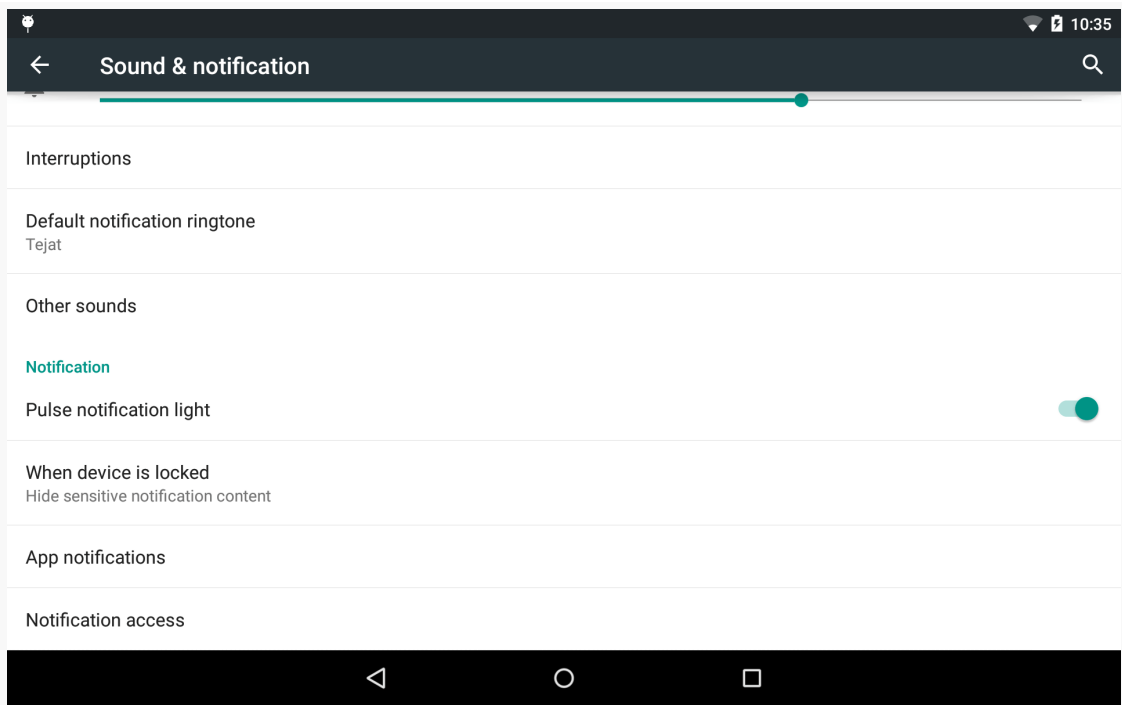 10:35
Sound & notification
Interruptions
Default notification ringtone
Tejat
Other sounds
Notification
Pulse notification light
When device is locked
Hide sensitive notification content
App notifications
Notification access